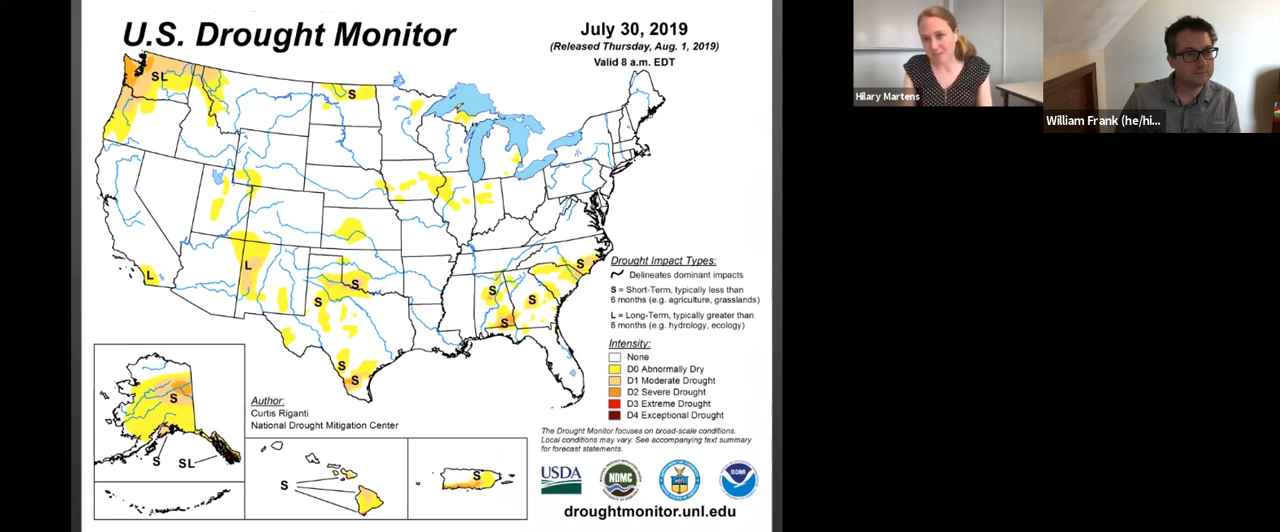 U.S. Drought Monitor
July 30, 2019
(Released Thursday, Aug. 1, 2019)
Valid 8 a.m. EDT
Hilary Martens
William Frank (he/hi...
SL
S
L
L
S
S
S
S
S
S
S
S
Drought Impact Types:
Delineates dominant impacts
S = Short-Term, typically less than
6 months (e.g. agriculture, grasslands)
L = Long-Term, typically greater than
6 months (e.g. hydrology, ecology)
Intensity:
None
D0 Abnormally Dry
D1 Moderate Drought
D2 Severe Drought
D3 Extreme Drought
D4 Exceptional Drought
S
S
SL
Author:
Curtis Riganti
National Drought Mitigation Center
S
S
The Drought Monitor focuses on broad-scale conditions.
Local conditions may vary. See accompanying text summary
for forecast statements.
USDA
NDMC
NOAA
droughtmonitor.unl.edu